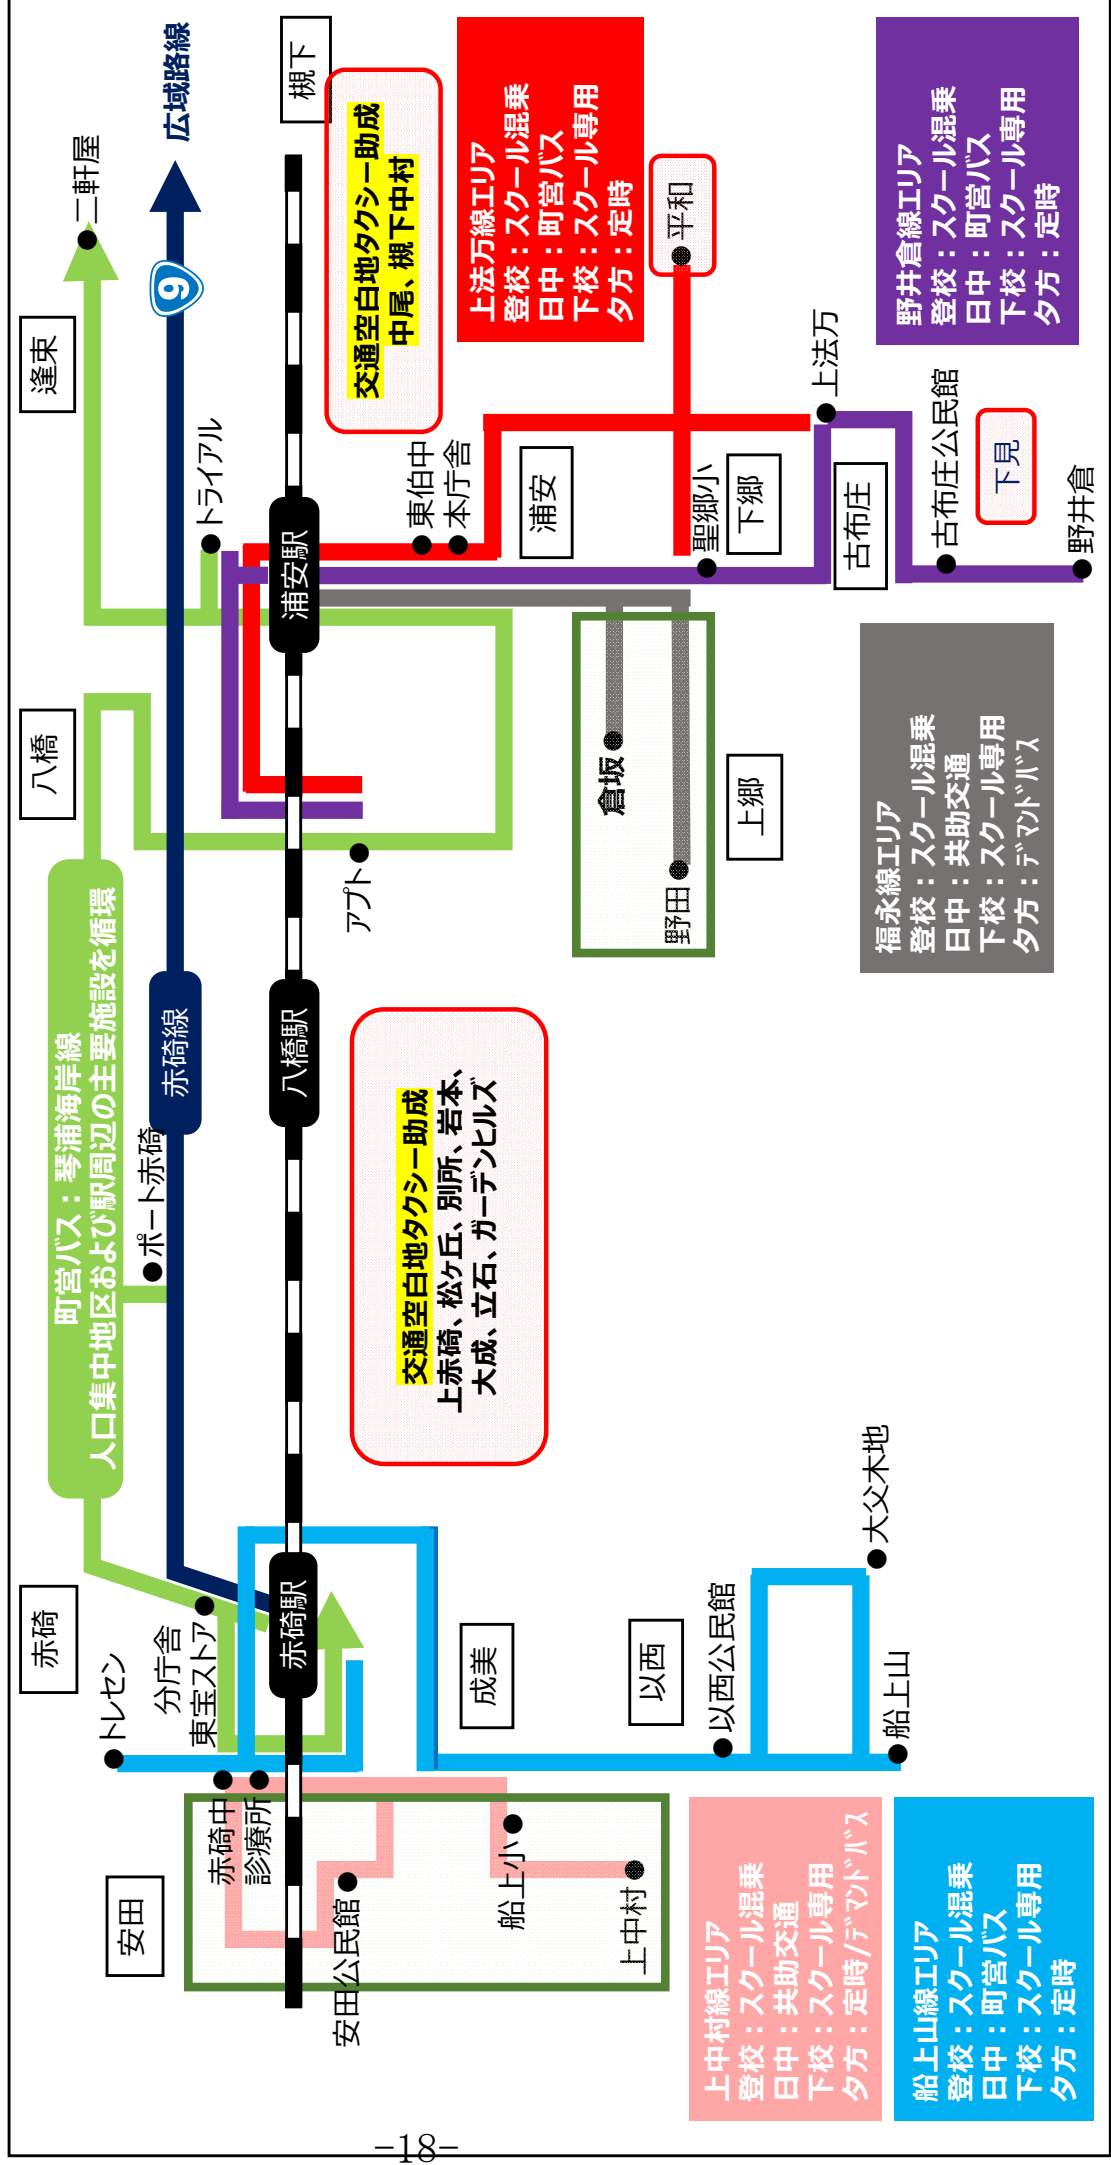 町営バス：琴浦海岸線
人口集中地区および駅周辺の主要施設を循環
赤碕
八橋
逢束
二軒屋
広域路線
9
トレセン
分庁舎
東宝ストア
ポート赤碕
赤碕線
トライアル
槻下
安田
赤碕中
診療所
赤碕駅
八橋駅
浦安駅
安田公民館
アプト
交通空白地タクシー助成
中尾、槻下中村
交通空白地タクシー助成
上赤碕、松ヶ丘、別所、岩本、
大成、立石、ガーデンヒルズ
東伯中
本庁舎
浦安
成美
船上小
上中村
倉坂
野田
上郷
聖郷小
下郷
平和
上法万線エリア
登校：スクール混乗
日中：町営バス
下校：スクール専用
夕方：定時
以西
以西公民館
大父木地
船上山
上法万
古布庄
古布庄公民館
下見
野井倉
上中村線エリア
登校：スクール混乗
日中：共助交通
下校：スクール専用
夕方：定時/ﾃﾞﾏﾝﾄﾞﾊﾞｽ
船上山線エリア
登校：スクール混乗
日中：町営バス
下校：スクール専用
夕方：定時
福永線エリア
登校：スクール混乗
日中：共助交通
下校：スクール専用
夕方：ﾃﾞﾏﾝﾄﾞﾊﾞｽ
野井倉線エリア
登校：スクール混乗
日中：町営バス
下校：スクール専用
夕方：定時
-18-